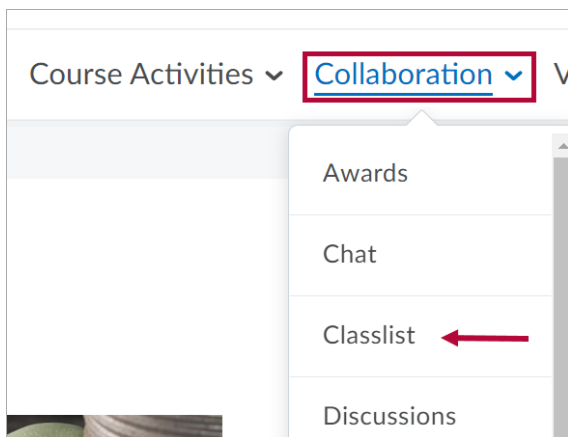 Course Activities Collaboration V
Awards
Chat
Classlist
Discussions